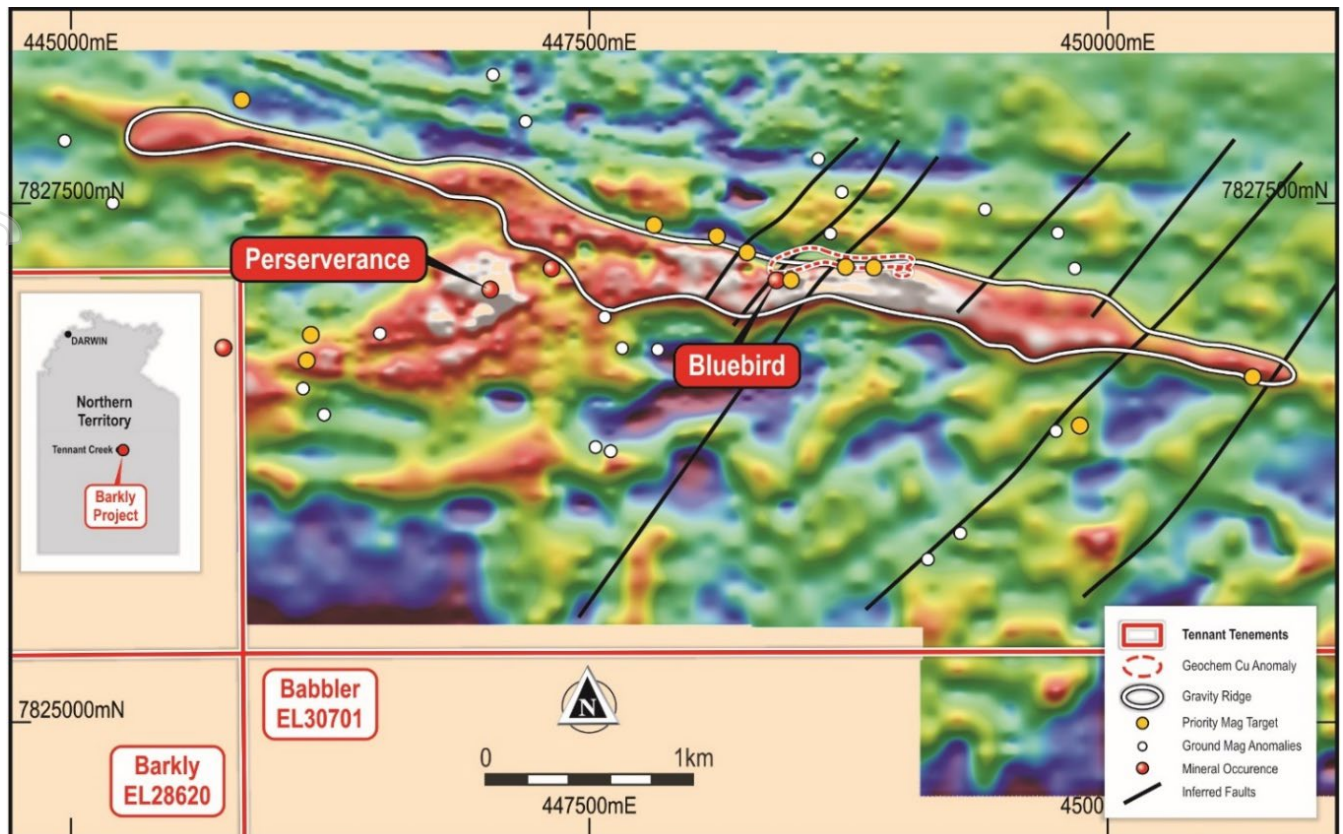 445000mE
447500mE
450000mE
7827500mN
7827500mN
Perserverance
Bluebird
DARWIN
Northern
Territory
Tennant Creek
Barkly
Project
7825000mN
Babbler
EL30701
Barkly
EL28620
N
0
1km
447500mE
Tennant Tenements
Geochem Cu Anomaly
Gravity Ridge
Priority Mag Target
Ground Mag Anomalies
Mineral Occurence
Inferred Faults